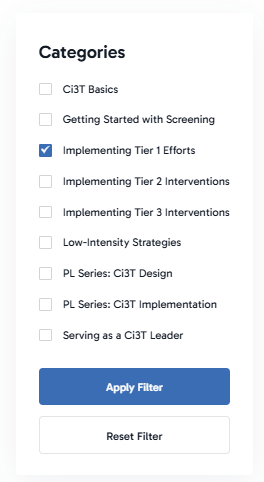 Categories
Ci3T Basics
Getting Started with Screening
Implementing Tier 1 Efforts
Implementing Tier 2 Interventions
Implementing Tier 3 Interventions
Low-Intensity Strategies
PL Series: Ci3T Design
PL Series: Ci3T Implementation
Serving as a Ci3T Leader
Apply Filter
Reset Filter